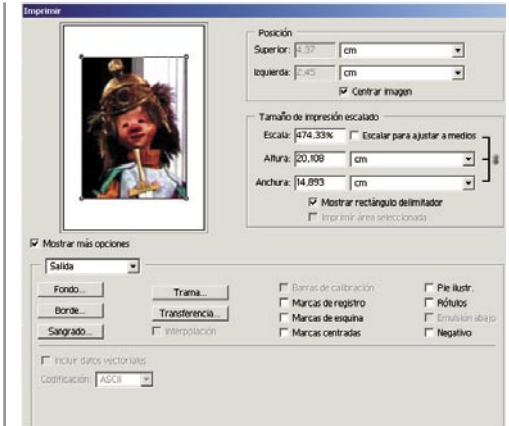 Imprimir
Posición
Superior: 4,37 cm
Izquierda: 2,45 cm
Centrar imagen
Tamaño de impresión escalado
Escala: 474.33% Escalar para ajustar a medios
Altura: 20,108 cm
Anchura: 14,893 cm
Mostrar rectángulo delimitador
Imprimir área seleccionada
Mostrar más opciones
Salida
Fondo... Trama... Barras de calibración Pie ilustr.
Borde... Transferencia... Marcas de registro Rótulos
Sangrado... Interpolación Marcas de esquina Emulsión abajo
Marcas centradas Negativo
Incluir datos vectoriales
Codificación: ASCII